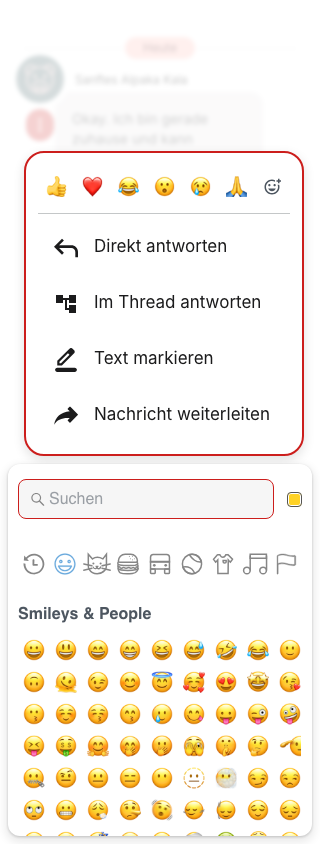 Heute
Sanftes Alpaka Kala
Okay. Ich bin gerade
zuhause und kann
Direkt antworten
Im Thread antworten
Text markieren
Nachricht weiterleiten
Suchen
Smileys & People